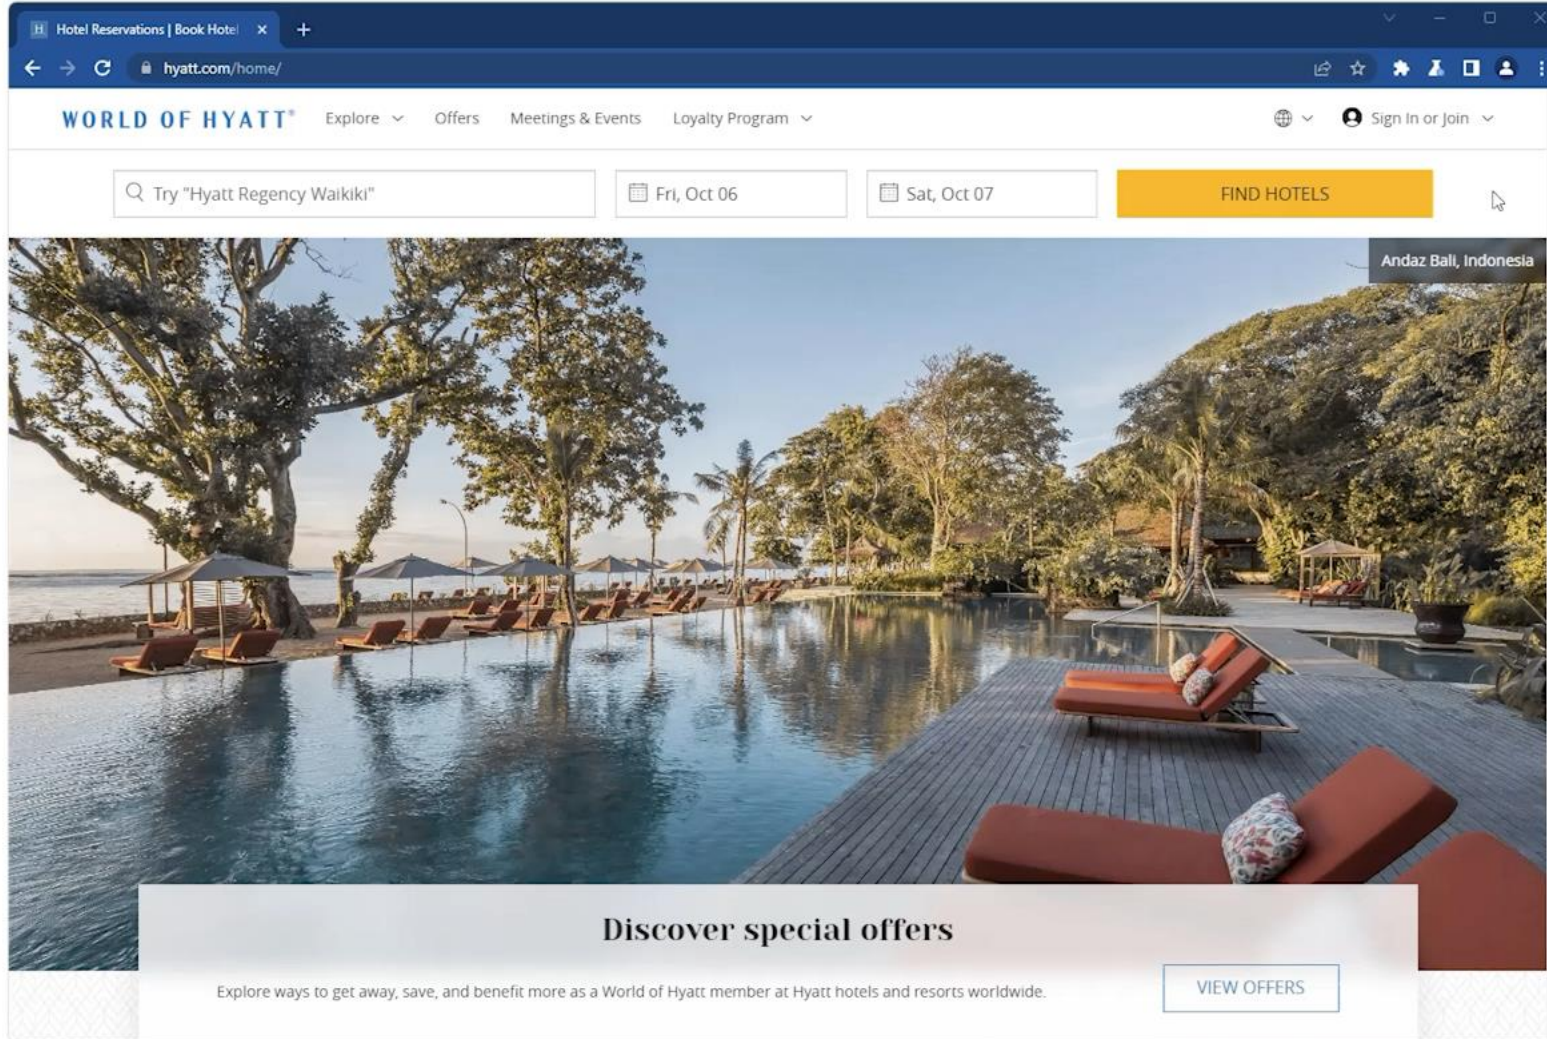 Hotel Reservations | Book Hotel
hyatt.com/home/
WORLD OF HYATT®
Explore
Offers
Meetings & Events
Loyalty Program
Sign In or Join
Try "Hyatt Regency Waikiki"
Fri, Oct 06
Sat, Oct 07
FIND HOTELS
Andaz Bali, Indonesia
Discover special offers
Explore ways to get away, save, and benefit more as a World of Hyatt member at Hyatt hotels and resorts worldwide.
VIEW OFFERS